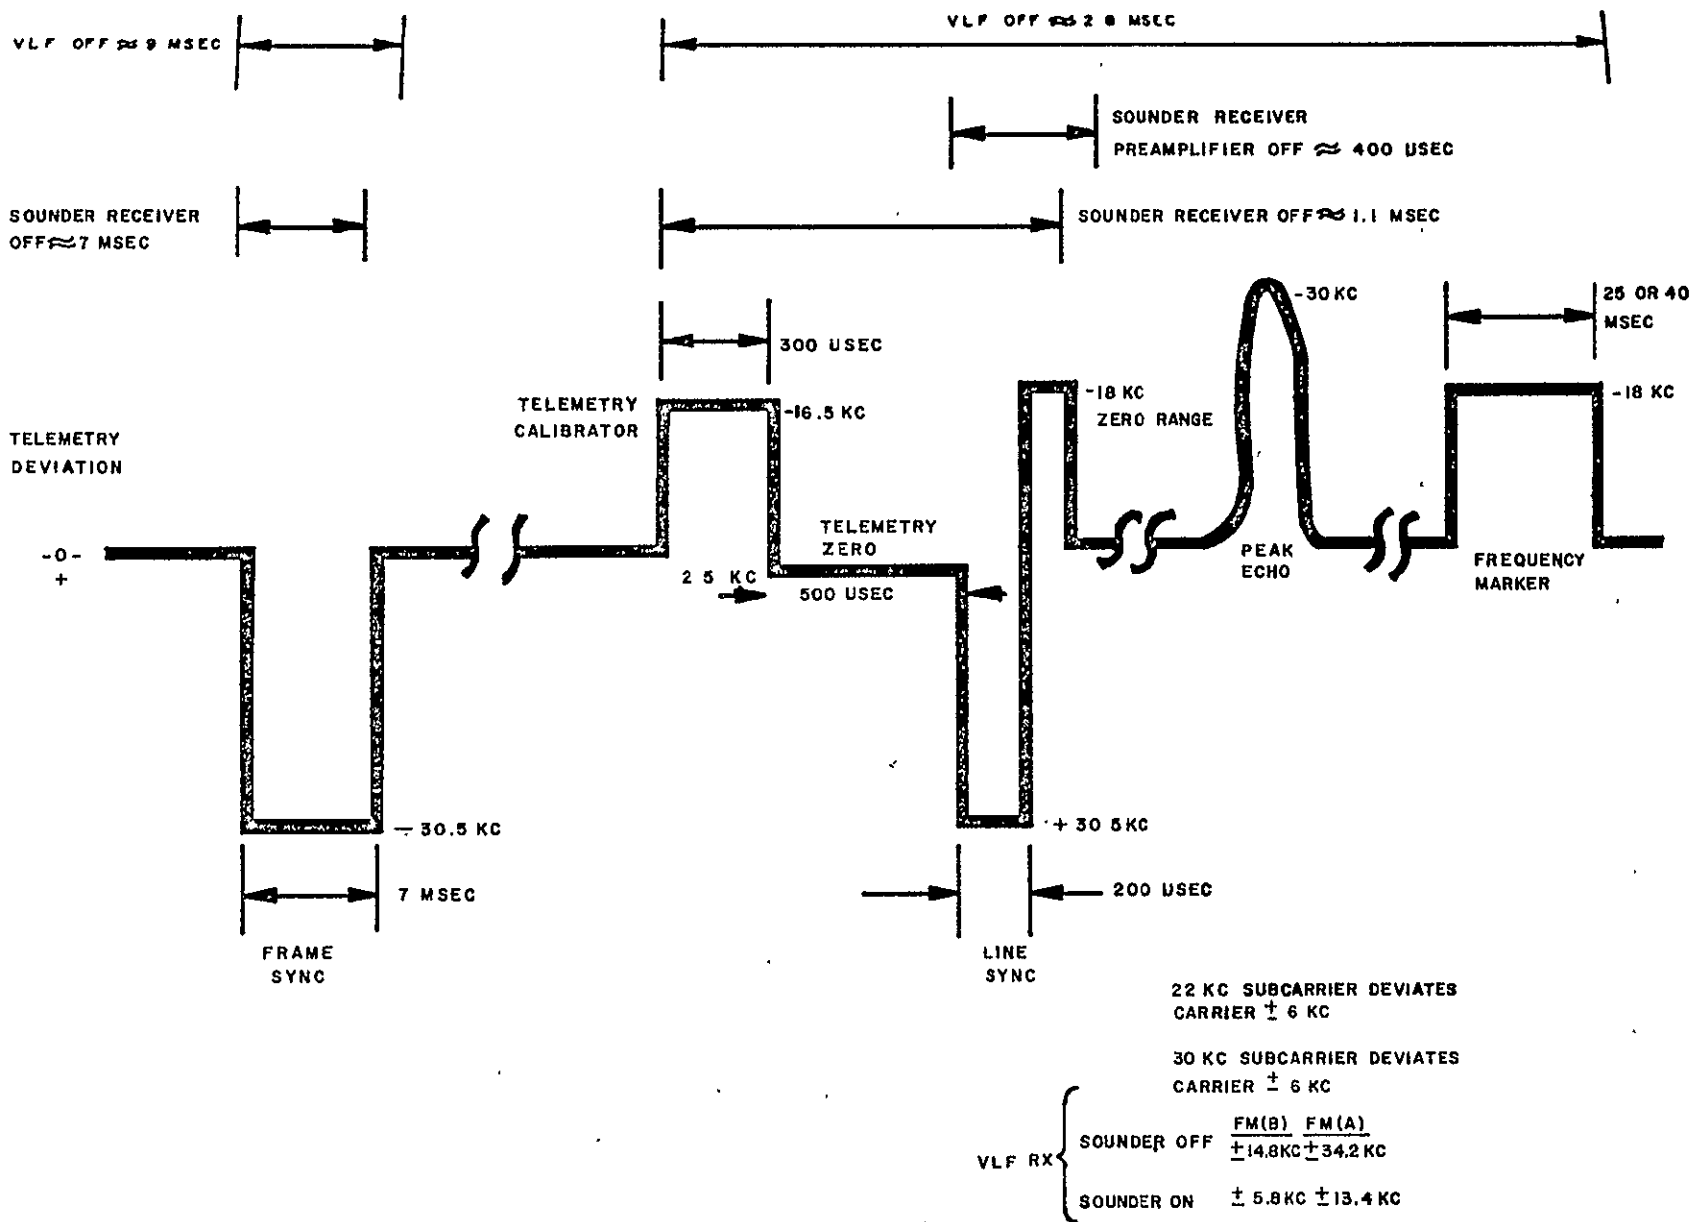 VLF OFF ≈ 9 MSEC
VLF OFF ≈ 2 8 MSEC
SOUNDER RECEIVER
PREAMPLIFIER OFF ≈ 400 USEC
SOUNDER RECEIVER
OFF ≈ 7 MSEC
SOUNDER RECEIVER OFF ≈ 1.1 MSEC
-30 KC
25 OR 40
MSEC
300 USEC
TELEMETRY
CALIBRATOR
-16.5 KC
-18 KC
ZERO RANGE
-18 KC
TELEMETRY
DEVIATION
TELEMETRY
ZERO
-0-
+
2 5 KC
500 USEC
PEAK
ECHO
FREQUENCY
MARKER
— 30.5 KC
+ 30 5 KC
7 MSEC
200 USEC
FRAME
SYNC
LINE
SYNC
22 KC SUBCARRIER DEVIATES
CARRIER ± 6 KC
30 KC SUBCARRIER DEVIATES
CARRIER ± 6 KC
FM(B) FM(A)
VLF RX SOUNDER OFF ±14.8KC ±34.2 KC
SOUNDER ON ± 5.8 KC ±13.4 KC